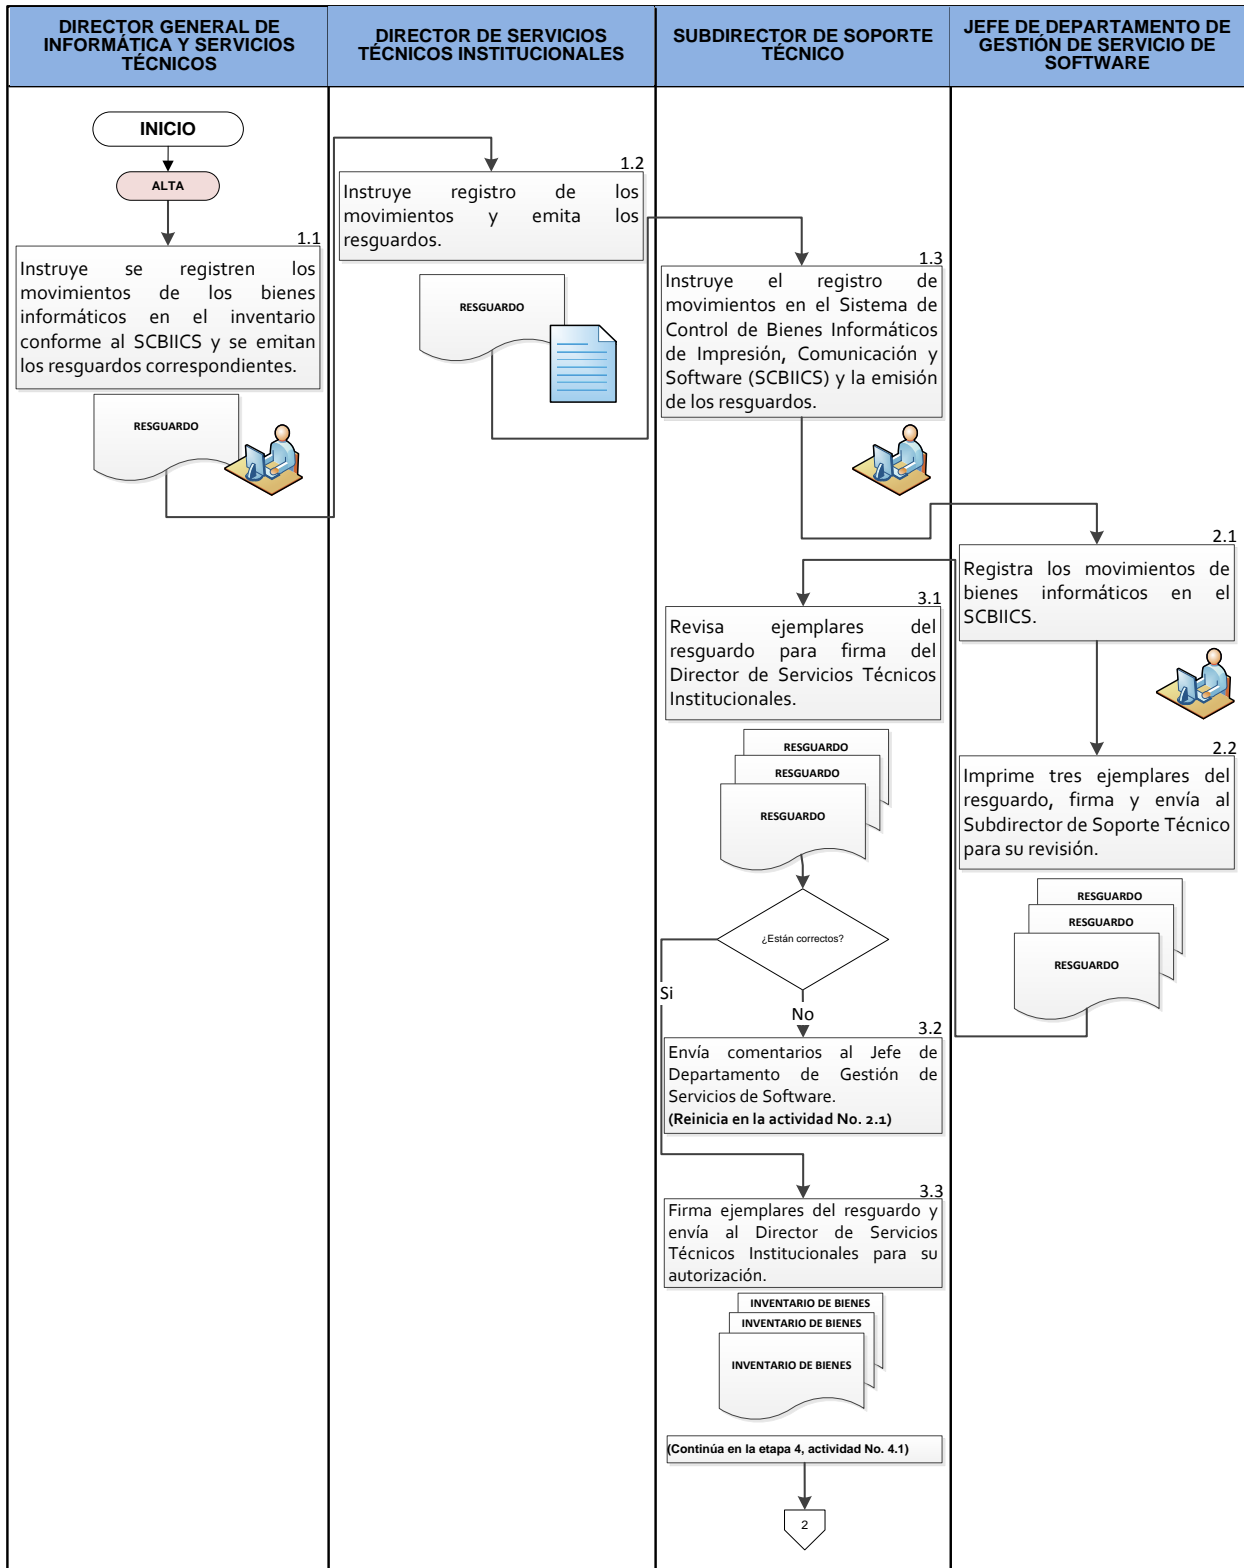 DIRECTOR GENERAL DE
INFORMÁTICA Y SERVICIOS
TÉCNICOS
DIRECTOR DE SERVICIOS
TÉCNICOS INSTITUCIONALES
SUBDIRECTOR DE SOPORTE
TÉCNICO
JEFE DE DEPARTAMENTO DE
GESTIÓN DE SERVICIO DE
SOFTWARE
INICIO
ALTA
1.1
Instruye se registren los
movimientos de los bienes
informáticos en el inventario
conforme al SCBIICS y se emitan
los resguardos correspondientes.
RESGUARDO
1.2
Instruye registro de los
movimientos y emita los
resguardos.
RESGUARDO
1.3
Instruye el registro de
movimientos en el Sistema de
Control de Bienes Informáticos
de Impresión, Comunicación y
Software (SCBIICS) y la emisión
de los resguardos.
2.1
Registra los movimientos de
bienes informáticos en el
SCBIICS.
2.2
Imprime tres ejemplares del
resguardo, firma y envía al
Subdirector de Soporte Técnico
para su revisión.
RESGUARDO
RESGUARDO
RESGUARDO
3.1
Revisa ejemplares del
resguardo para firma del
Director de Servicios Técnicos
Institucionales.
RESGUARDO
RESGUARDO
RESGUARDO
¿Están correctos?
Si
No
3.2
Envía comentarios al Jefe de
Departamento de Gestión de
Servicios de Software.
(Reinicia en la actividad No. 2.1)
3.3
Firma ejemplares del resguardo y
envía al Director de Servicios
Técnicos Institucionales para su
autorización.
INVENTARIO DE BIENES
INVENTARIO DE BIENES
INVENTARIO DE BIENES
(Continúa en la etapa 4, actividad No. 4.1)
2